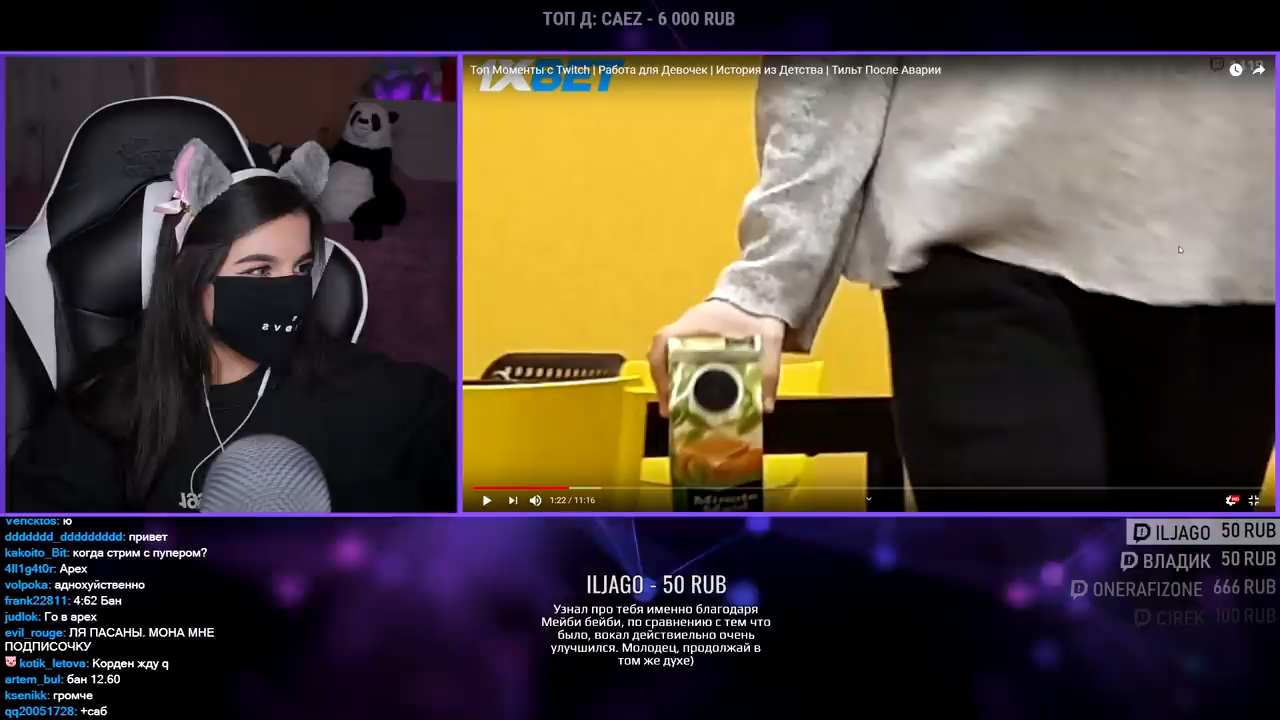 ТОП Д: CAEZ - 6 000 RUB
Топ Моменты с Twitch | Работа для Девочек | История из Детства | Тильт После Аварии
1XBET
1:22 / 11:16
Vencktos: ю
ddddddd_ddddddddd: привет
kakoito_Bit: когда стрим с пупером?
4ll1g4t0r: Apex
volpoka: аднохуйственно
frank22811: 4:62 Бан
judlok: Го в арех
evil_rouge: ЛЯ ПАСАНЫ. МОНА МНЕ
ПОДПИСОЧКУ
kotik_letova: Корден жду q
artem_bul: бан 12.60
ksenikk: громче
qq20051728: +саб
ILJAGO - 50 RUB
Узнал про тебя именно благодаря
Мейби бейби, по сравнению с тем что
было, вокал действиельно очень
улучшился. Молодец, продолжай в
том же духе)
ILJAGO 50 RUB
ВЛАДИК 50 RUB
ONERAFIZONE 666 RUB
CIREK 100 RUB